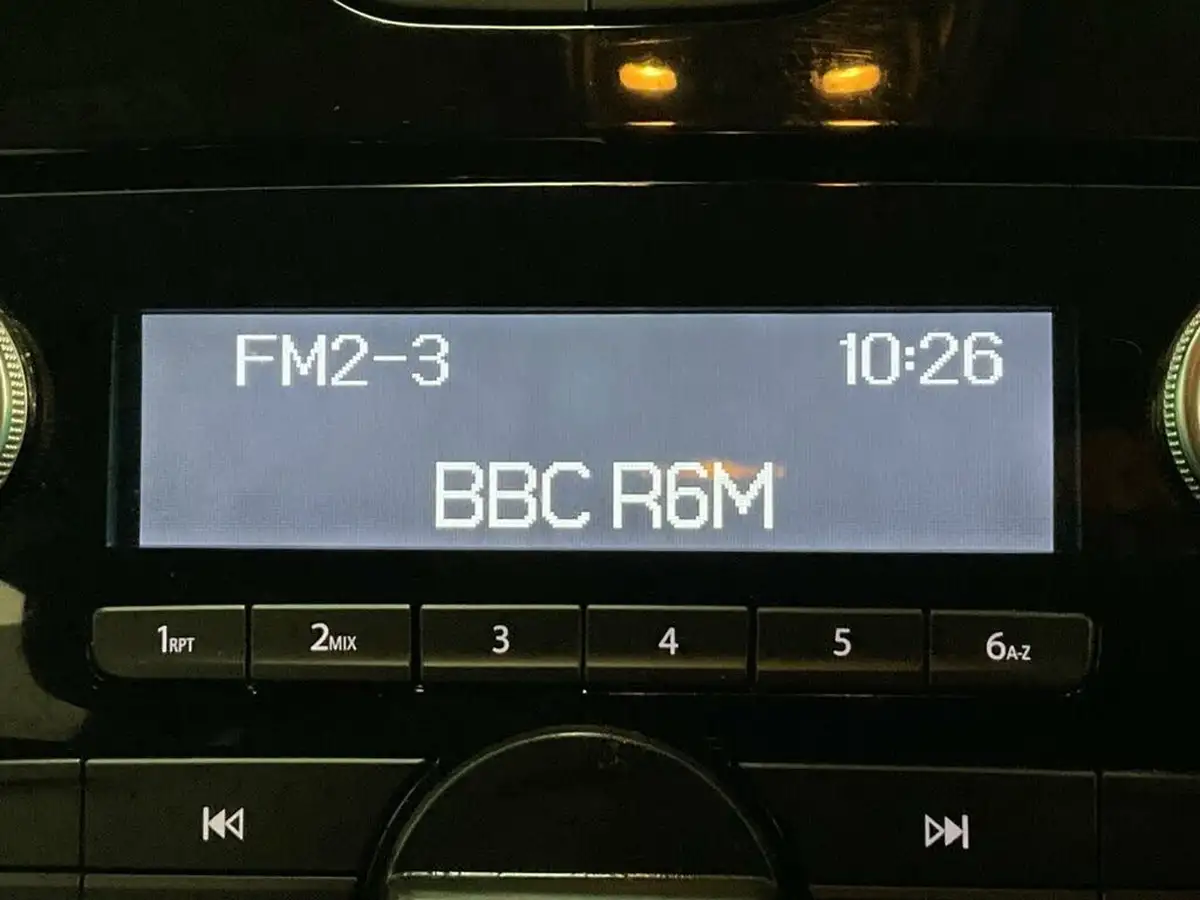 FM2-3 10:26
BBC R6M
1RPT 2MIX 3 4 5 6A-Z